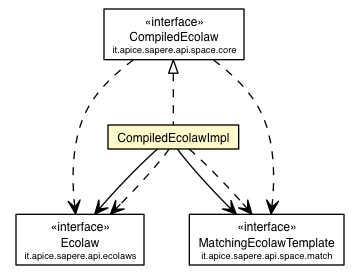 «interface»
CompiledEcolaw
it.apice.sapere.api.space.core
CompiledEcolawImpl
«interface»
Ecolaw
it.apice.sapere.api.ecolaws
«interface»
MatchingEcolawTemplate
it.apice.sapere.api.space.match